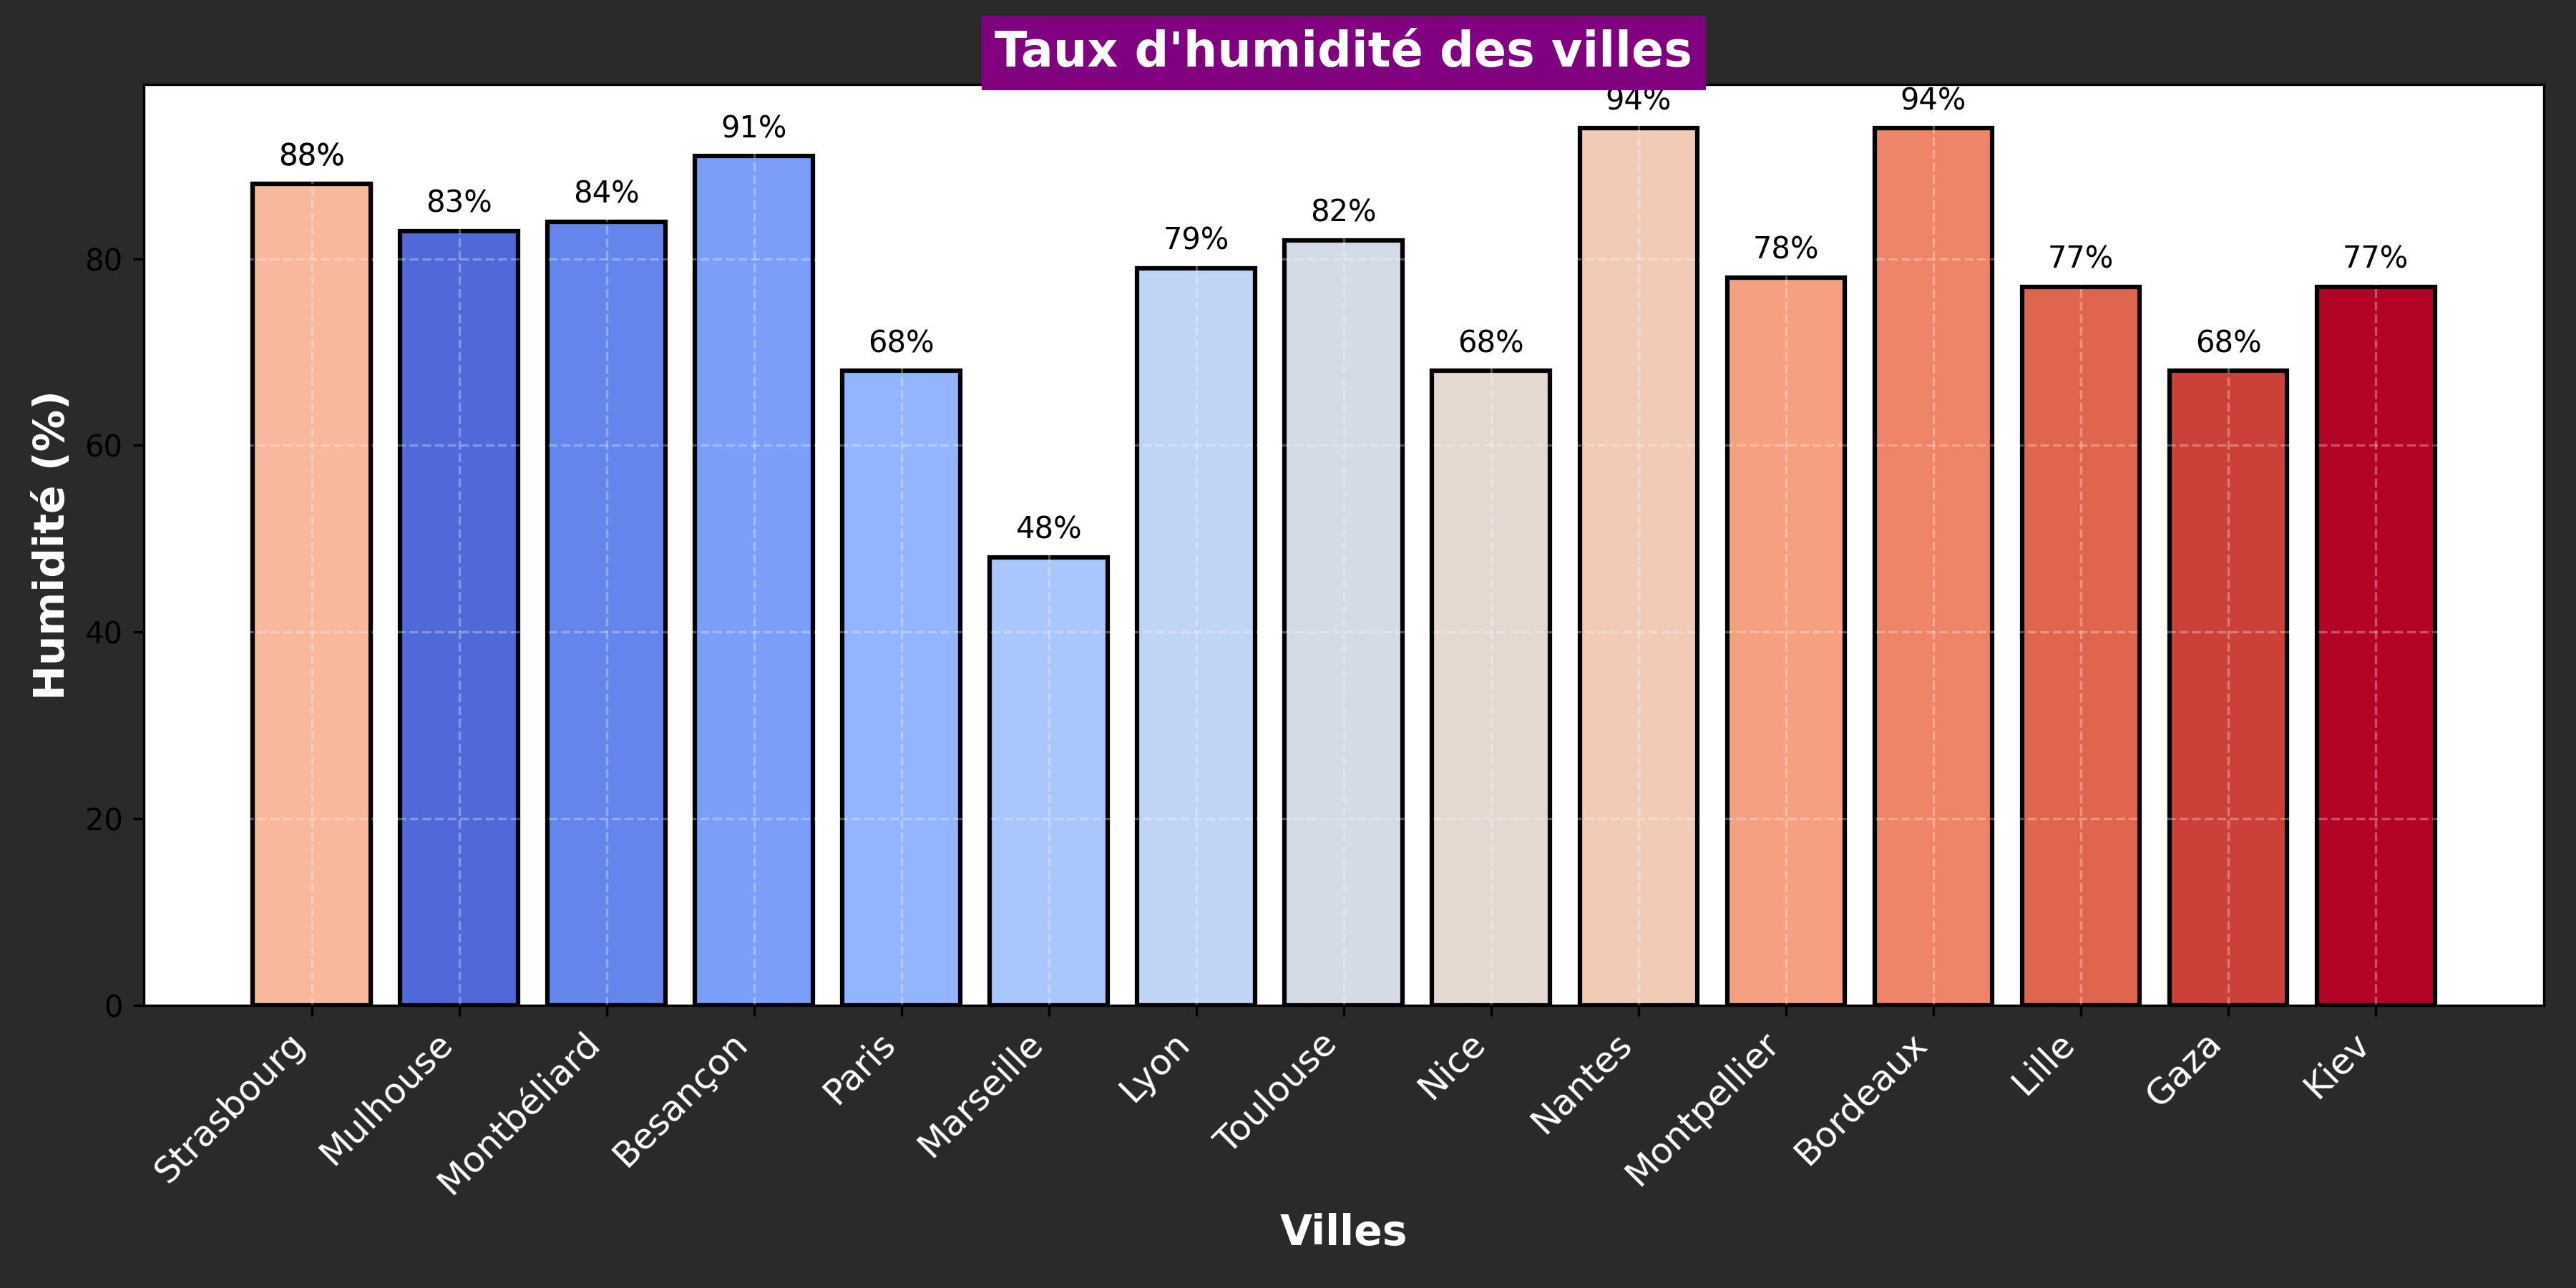 Taux d'humidité des villes
94%
94%
91%
88%
84%
83%
82%
79%
78%
77%
77%
68%
68%
68%
48%
Humidité (%)
80
60
40
20
0
Strasbourg
Mulhouse
Montbéliard
Besançon
Paris
Marseille
Lyon
Toulouse
Nice
Nantes
Montpellier
Bordeaux
Lille
Gaza
Kiev
Villes